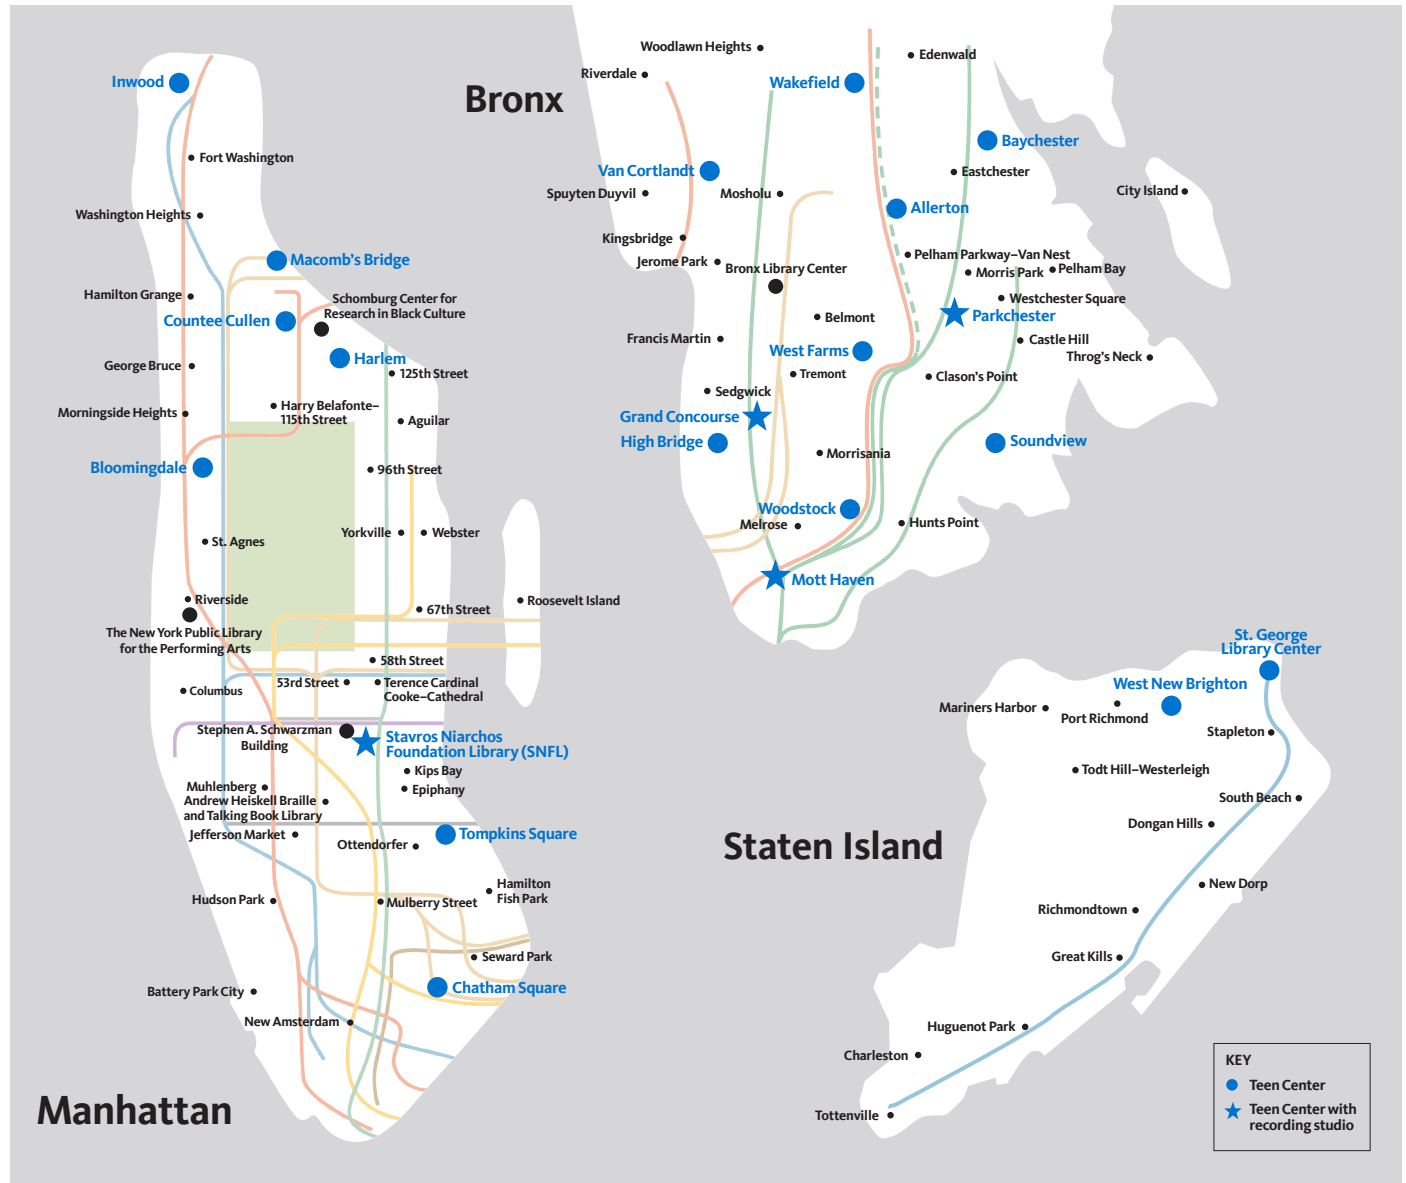 Bronx
Woodlawn Heights
Riverdale
Wakefield
Edenwald
Baychester
Van Cortlandt
Eastchester
Spuyten Duyvil
Mosholu
City Island
Allerton
Kingsbridge
Jerome Park
Bronx Library Center
Pelham Parkway–Van Nest
Morris Park
Pelham Bay
Westchester Square
Parkchester
Belmont
Francis Martin
Castle Hill
Throg's Neck
West Farms
Tremont
Clason's Point
Sedgwick
Grand Concourse
High Bridge
Soundview
Morrisania
Woodstock
Melrose
Hunts Point
Mott Haven
Inwood
Fort Washington
Washington Heights
Macomb's Bridge
Hamilton Grange
Schomburg Center for
Research in Black Culture
Countee Cullen
Harlem
George Bruce
125th Street
Harry Belafonte–
115th Street
Morningside Heights
Aguilar
Bloomingdale
96th Street
Yorkville
Webster
St. Agnes
Riverside
67th Street
Roosevelt Island
The New York Public Library
for the Performing Arts
58th Street
53rd Street
Terence Cardinal
Cooke–Cathedral
Columbus
Stephen A. Schwarzman
Building
Stavros Niarchos
Foundation Library (SNFL)
Kips Bay
Muhlenberg
Epiphany
Andrew Heiskell Braille
and Talking Book Library
Jefferson Market
Tompkins Square
Ottendorfer
Hamilton
Fish Park
Hudson Park
Mulberry Street
Seward Park
Battery Park City
Chatham Square
New Amsterdam
Manhattan
St. George
Library Center
West New Brighton
Mariners Harbor
Port Richmond
Stapleton
Todt Hill–Westerleigh
South Beach
Dongan Hills
Staten Island
New Dorp
Richmondtown
Great Kills
Huguenot Park
Charleston
Tottenville
KEY
Teen Center
Teen Center with
recording studio